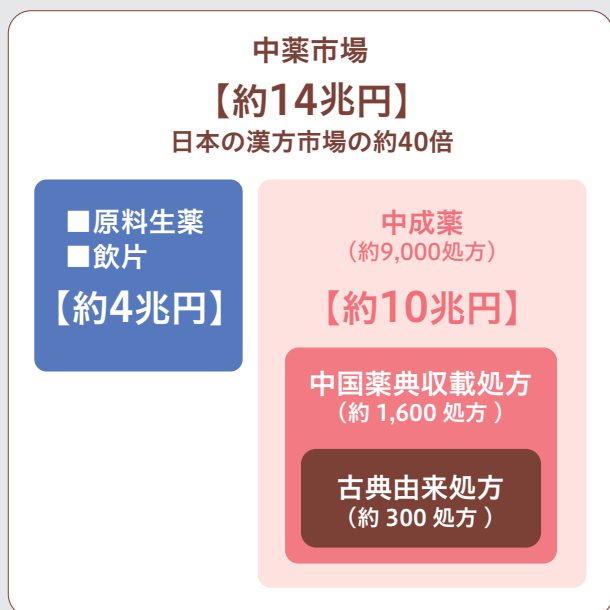 中薬市場
【約14兆円】
日本の漢方市場の約40倍
■原料生薬
■飲片
【約4兆円】
中成薬
（約9,000処方）
【約10兆円】
中国薬典収載処方
（約 1,600 処方 ）
古典由来処方
（約 300 処方 ）